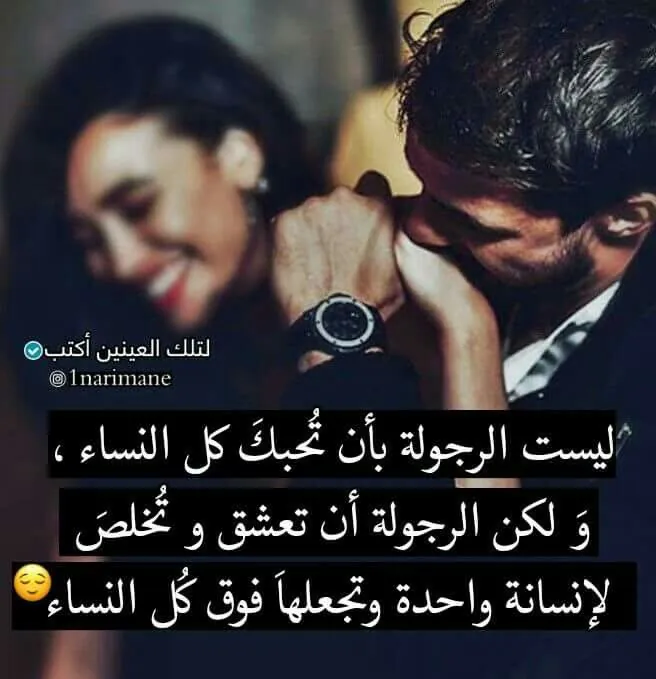 لتلك العينين أكتب
@1narimane
ليست الرجولة بأن تُحبكَ كل النساء ،
وَ لكن الرجولة أن تعشق و تُخلصَ
لإنسانة واحدة وتجعلهاَ فوق كُل النساء